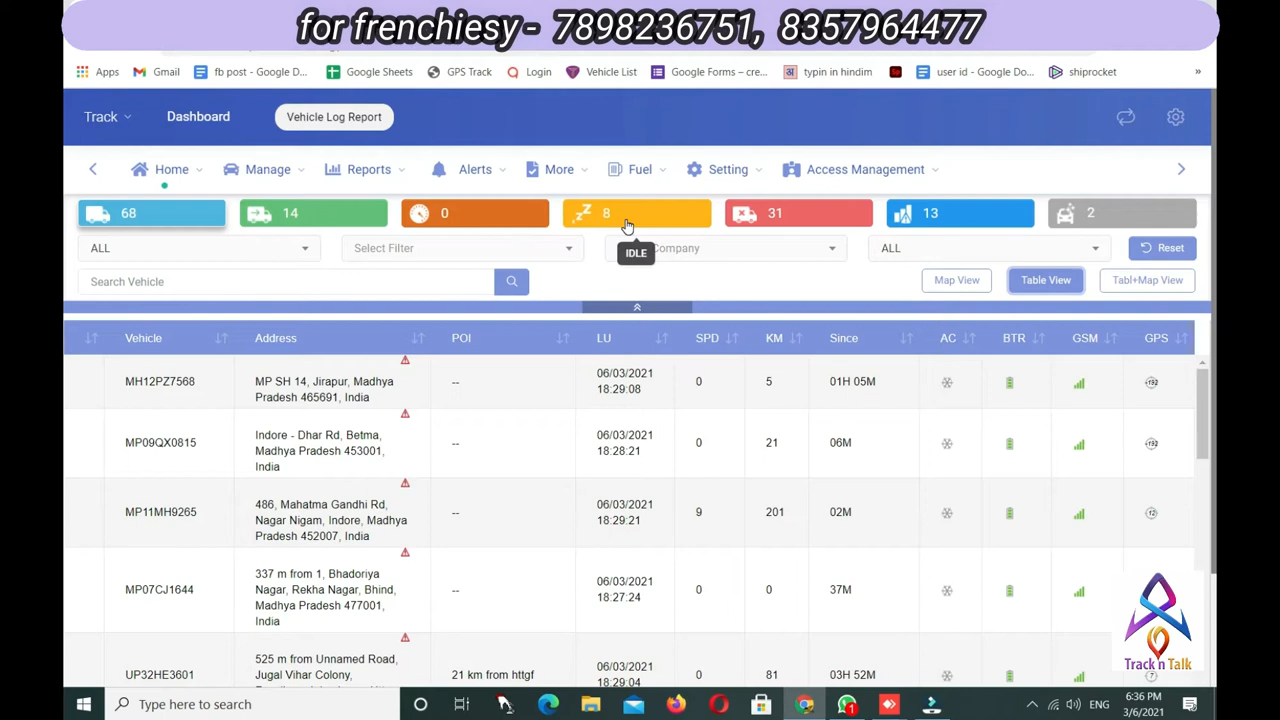 for frenchiesy - 7898236751, 8357964477
Apps Gmail fb post - Google D... Google Sheets GPS Track Login Vehicle List Google Forms – cre... typin in hindim user id - Google Do... shiprocket »
Track Dashboard Vehicle Log Report
Home Manage Reports Alerts More Fuel Setting Access Management
68 14 0 8 31 13 2
ALL Select Filter Company ALL Reset
IDLE
Search Vehicle Map View Table View Tabl+Map View
Vehicle Address POI LU SPD KM Since AC BTR GSM GPS
MH12PZ7568 MP SH 14, Jirapur, Madhya Pradesh 465691, India -- 06/03/2021 18:29:08 0 5 01H 05M -192
MP09QX0815 Indore - Dhar Rd, Betma, Madhya Pradesh 453001, India -- 06/03/2021 18:28:21 0 21 06M -192
MP11MH9265 486, Mahatma Gandhi Rd, Nagar Nigam, Indore, Madhya Pradesh 452007, India -- 06/03/2021 18:29:21 9 201 02M 12
MP07CJ1644 337 m from 1, Bhadoriya Nagar, Rekha Nagar, Bhind, Madhya Pradesh 477001, India -- 06/03/2021 18:27:24 0 0 37M
UP32HE3601 525 m from Unnamed Road, Jugal Vihar Colony, 21 km from httgf 06/03/2021 18:29:04 0 81 03H 52M
Track n Talk
Type here to search ENG 6:36 PM
3/6/2021